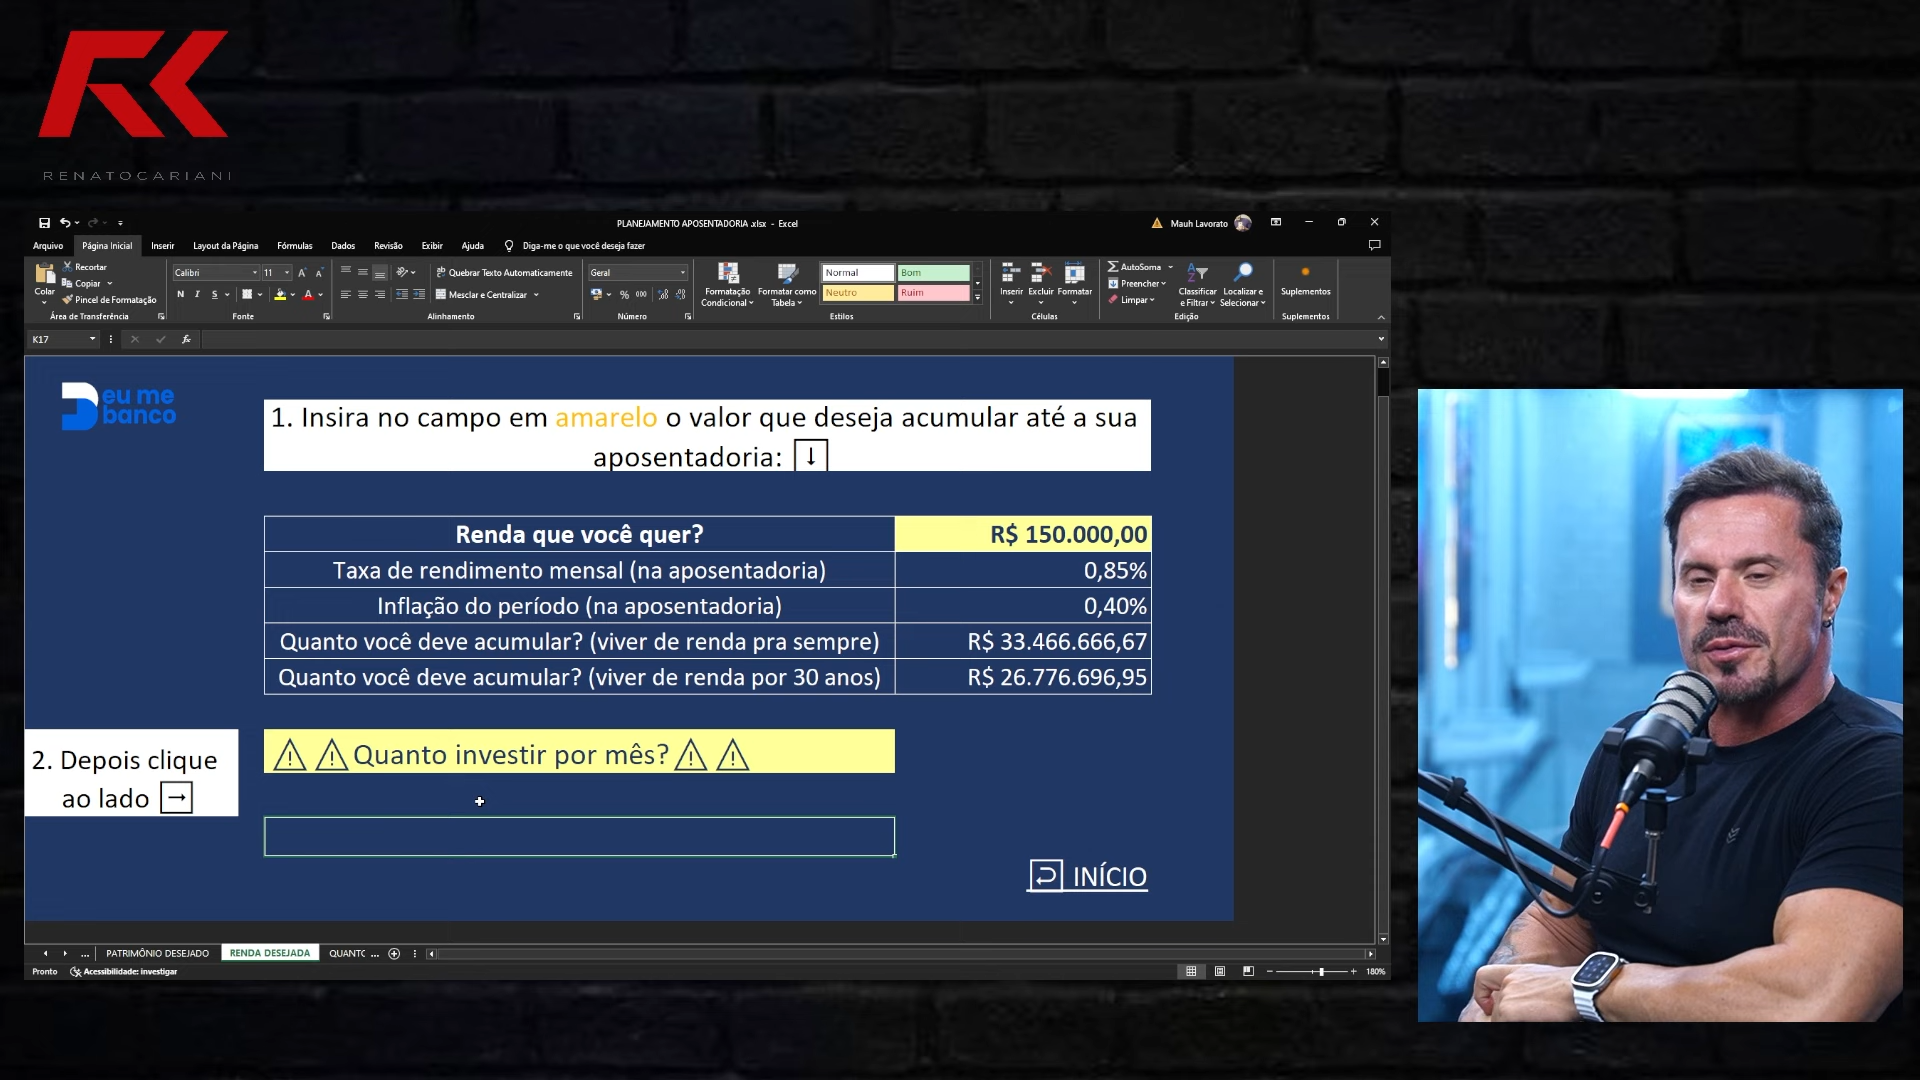 RENATOCARIANI
PLANEJAMENTO APOSENTADORIA .xlsx - Excel
Mauh Lavorato
Arquivo Página Inicial Inserir Layout da Página Fórmulas Dados Revisão Exibir Ajuda Diga-me o que você deseja fazer
Colar
Recortar
Copiar
Pincel de Formatação
Área de Transferência
Calibri 11
N I S
Fonte
Quebrar Texto Automaticamente
Mesclar e Centralizar
Alinhamento
Geral
% 000
Número
Formatação Condicional
Formatar como Tabela
Normal Bom
Neutro Ruim
Estilos
Inserir Excluir Formatar
Células
AutoSoma
Preencher
Limpar
Classificar e Filtrar
Localizar e Selecionar
Edição
Suplementos
Suplementos
K17
fx
eu me
banco
1. Insira no campo em amarelo o valor que deseja acumular até a sua
aposentadoria: ↓
Renda que você quer? R$ 150.000,00
Taxa de rendimento mensal (na aposentadoria) 0,85%
Inflação do período (na aposentadoria) 0,40%
Quanto você deve acumular? (viver de renda pra sempre) R$ 33.466.666,67
Quanto você deve acumular? (viver de renda por 30 anos) R$ 26.776.696,95
2. Depois clique
ao lado →
⚠ ⚠ Quanto investir por mês? ⚠ ⚠
INÍCIO
... PATRIMÔNIO DESEJADO RENDA DESEJADA QUANTC ...
Pronto Acessibilidade: investigar
180%